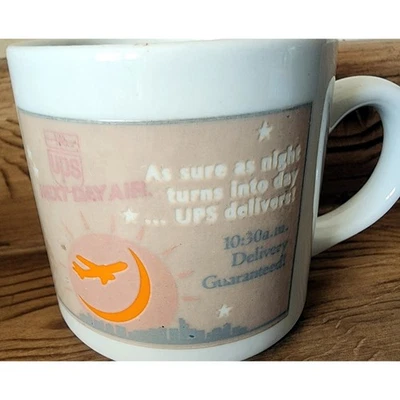 ups
NEXT DAY AIR
As sure as night
turns into day
... UPS delivers!
10:30a.m.
Delivery
Guaranteed!